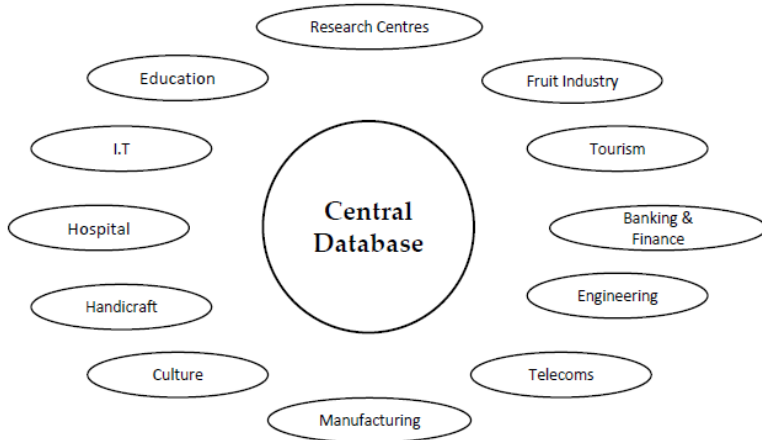 Research Centres
Education
Fruit Industry
I.T
Tourism
Central
Database
Hospital
Banking &
Finance
Handicraft
Engineering
Culture
Telecoms
Manufacturing